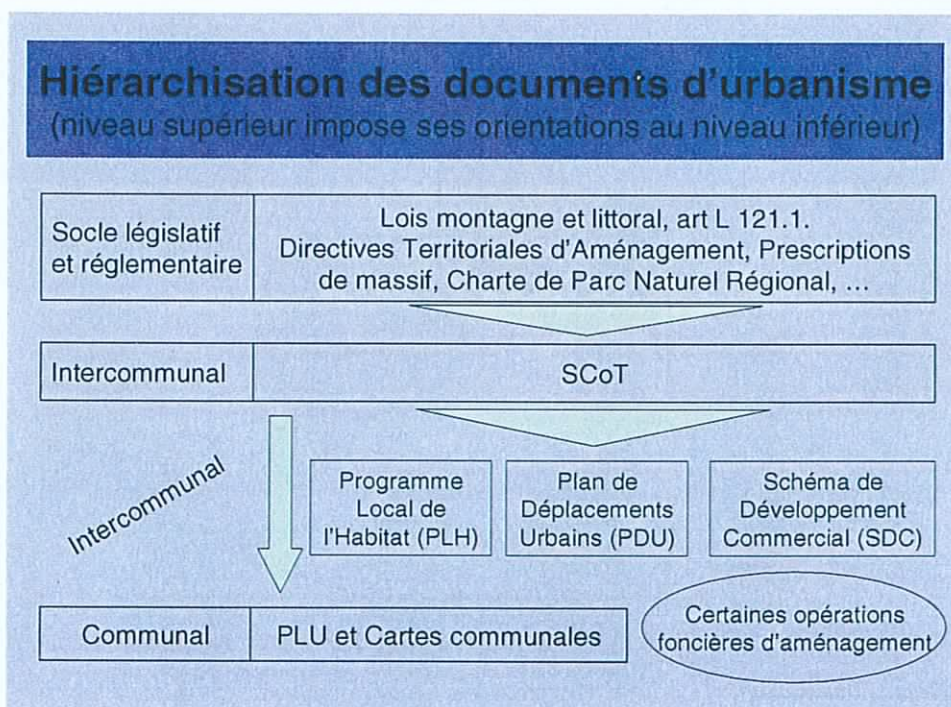 Hiérarchisation des documents d'urbanisme
(niveau supérieur impose ses orientations au niveau inférieur)
Socle législatif
et réglementaire
Lois montagne et littoral, art L 121.1.
Directives Territoriales d'Aménagement, Prescriptions
de massif, Charte de Parc Naturel Régional, ...
Intercommunal
SCoT
Intercommunal
Programme
Local de
l'Habitat (PLH)
Plan de
Déplacements
Urbains (PDU)
Schéma de
Développement
Commercial (SDC)
Communal
PLU et Cartes communales
Certaines opérations
foncières d'aménagement